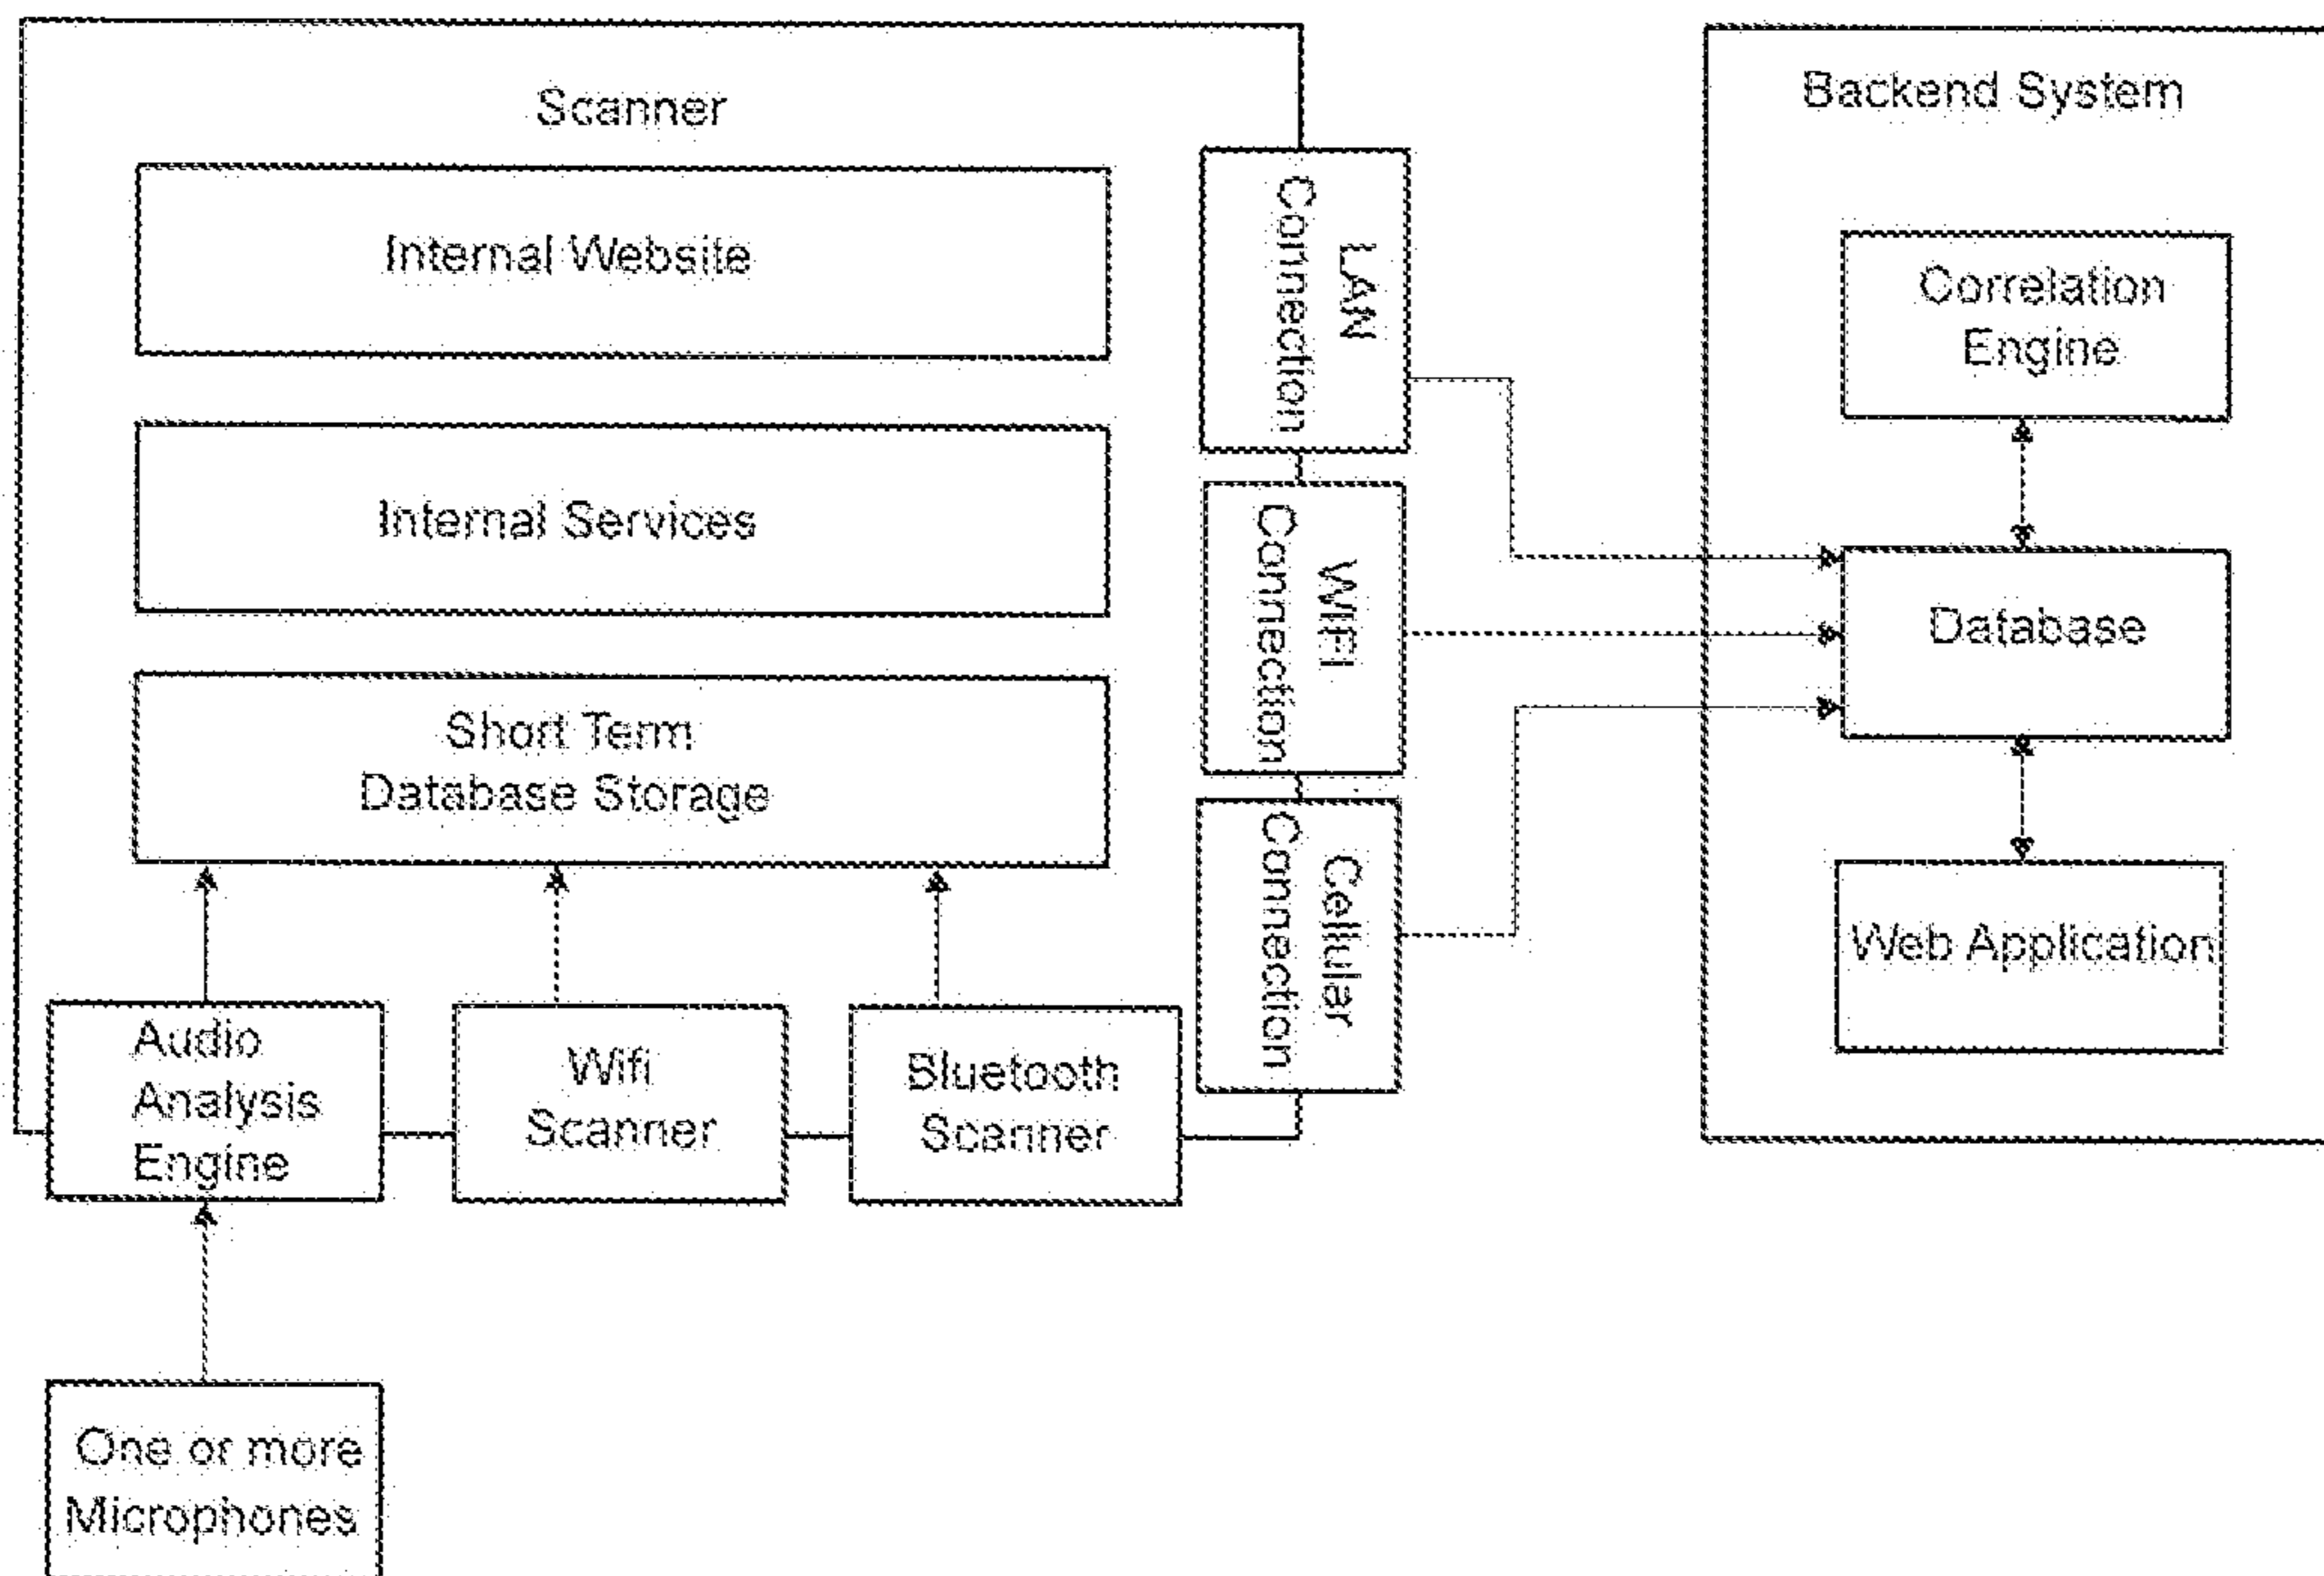 Scanner
Internal Website
Internal Services
Short Term
Database Storage
Audio
Analysis
Engine
Wifi
Scanner
Bluetooth
Scanner
One or more
Microphones
LAN
Connection
WIFI
Connection
Cellular
Connection
Backend System
Correlation
Engine
Database
Web Application